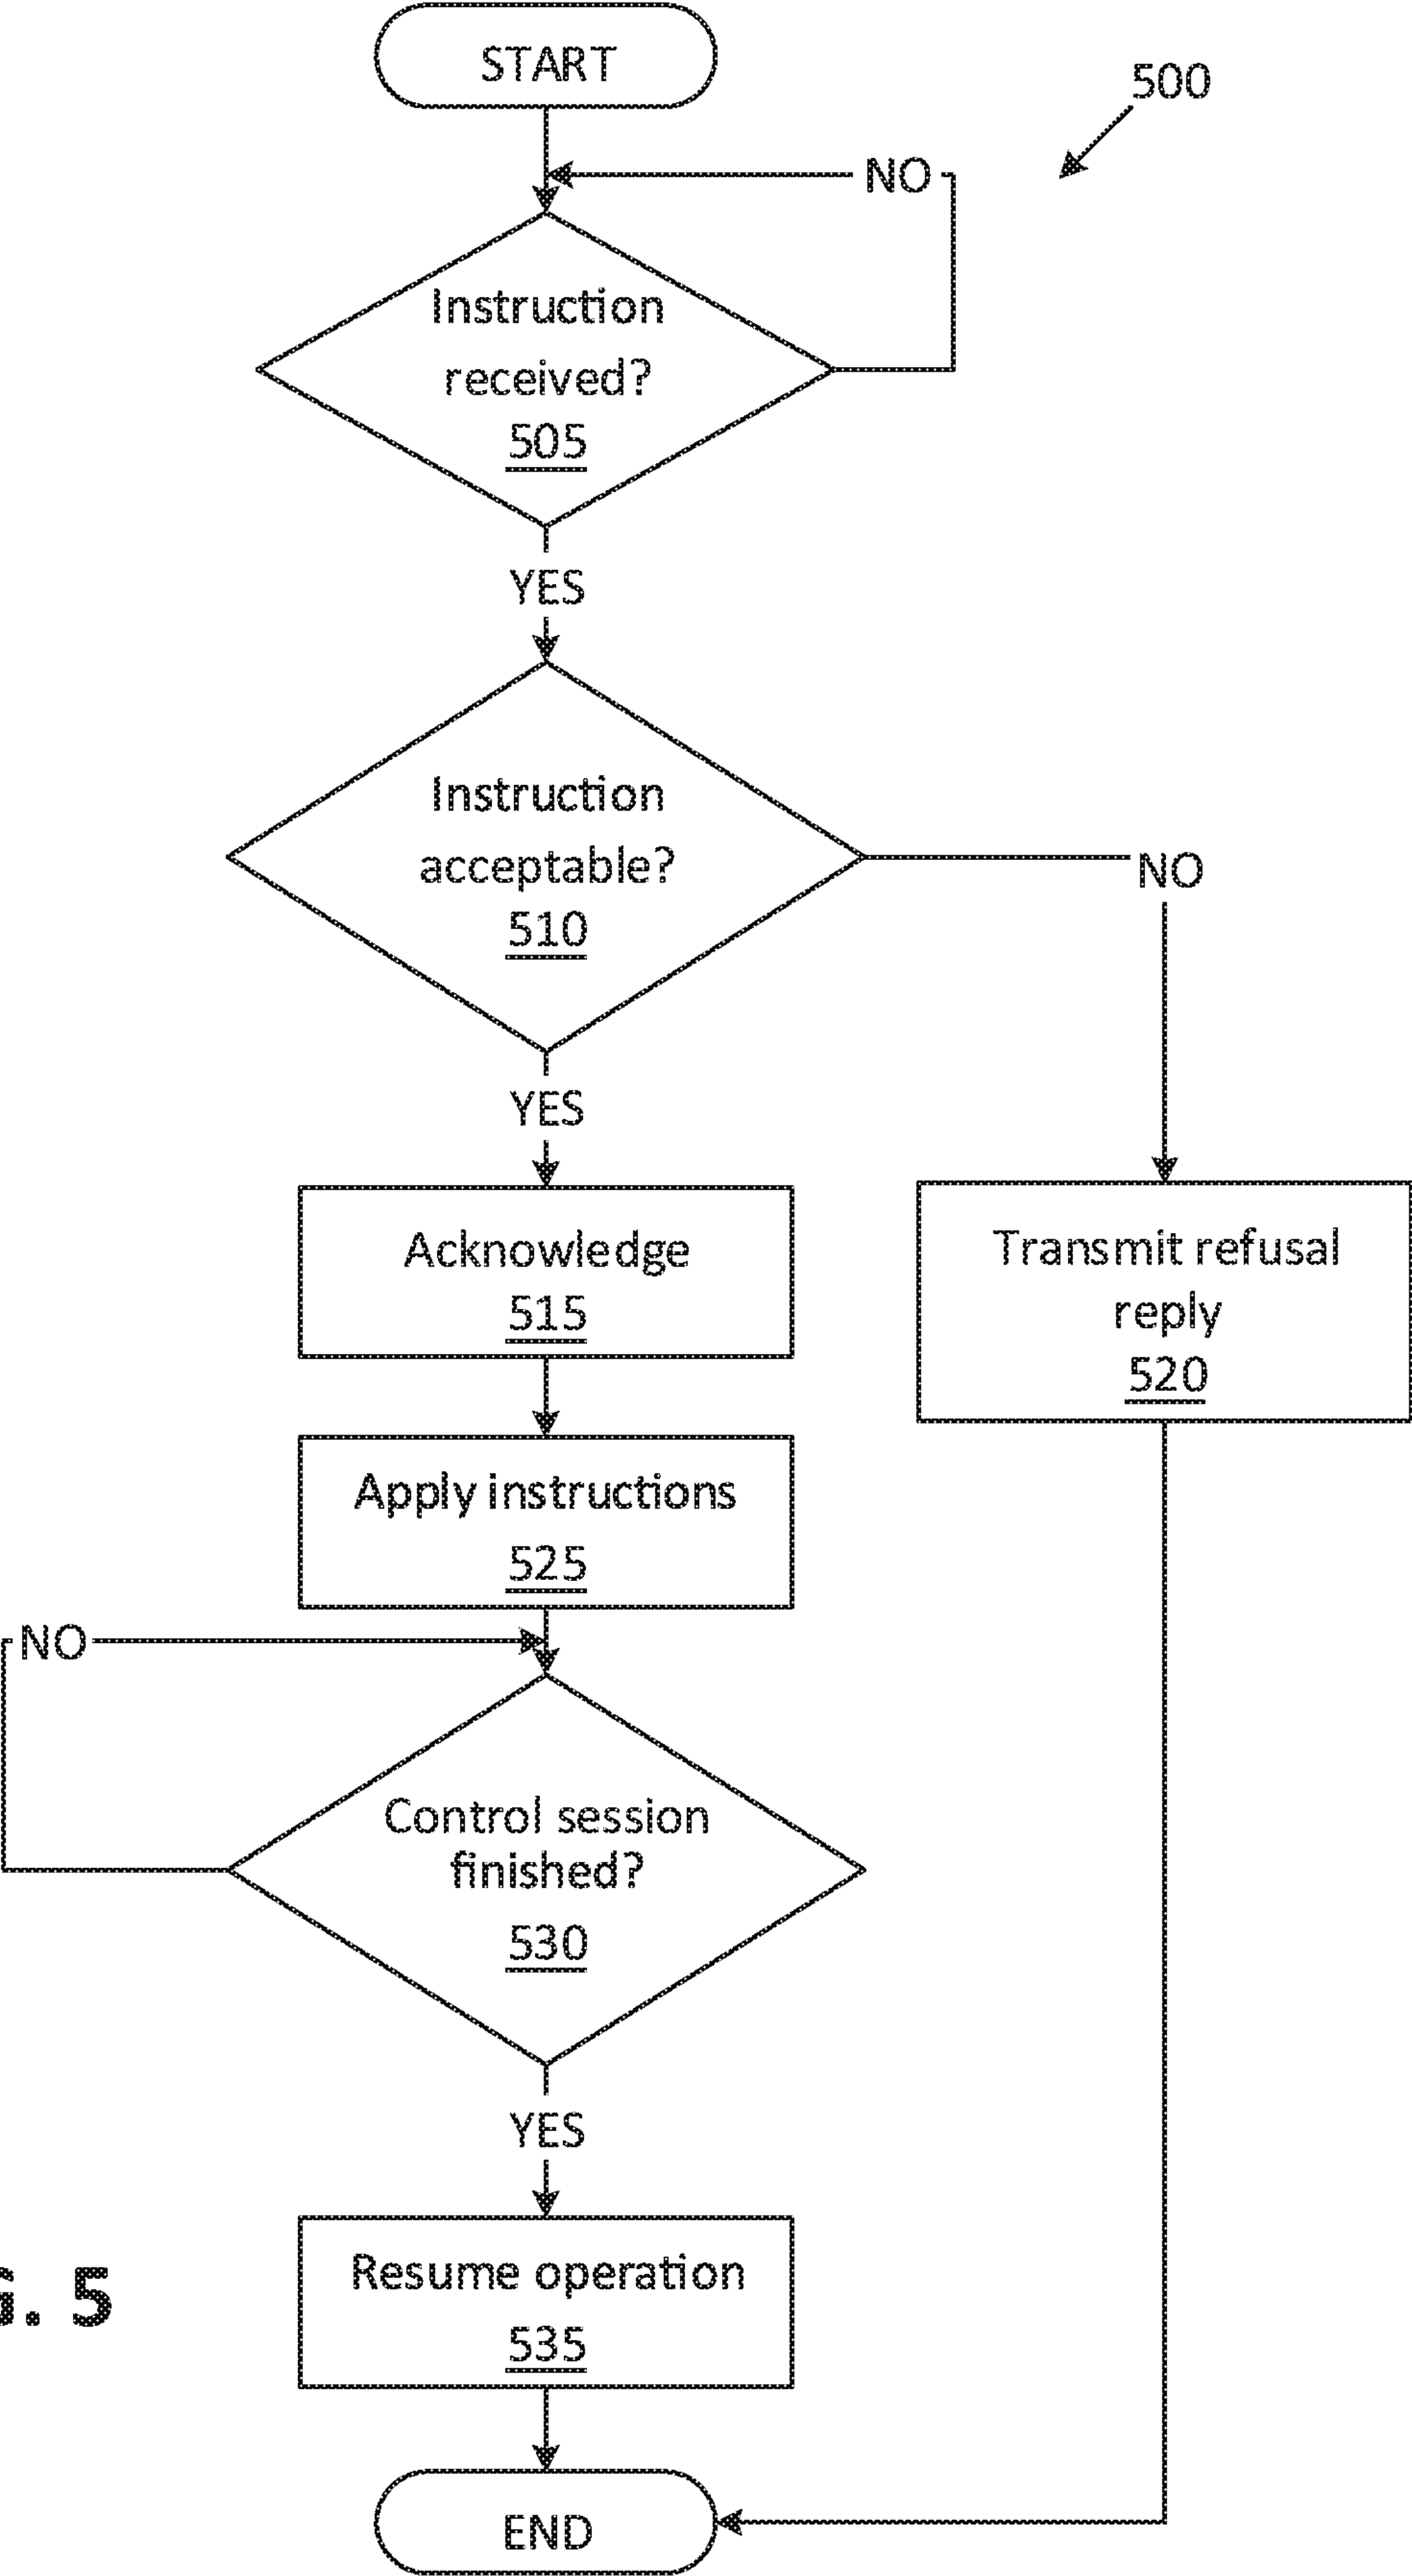 START
500
NO
Instruction
received?
505
YES
Instruction
acceptable?
510
NO
YES
Acknowledge
515
Transmit refusal
reply
520
Apply instructions
525
NO
Control session
finished?
530
YES
Resume operation
535
G. 5
END